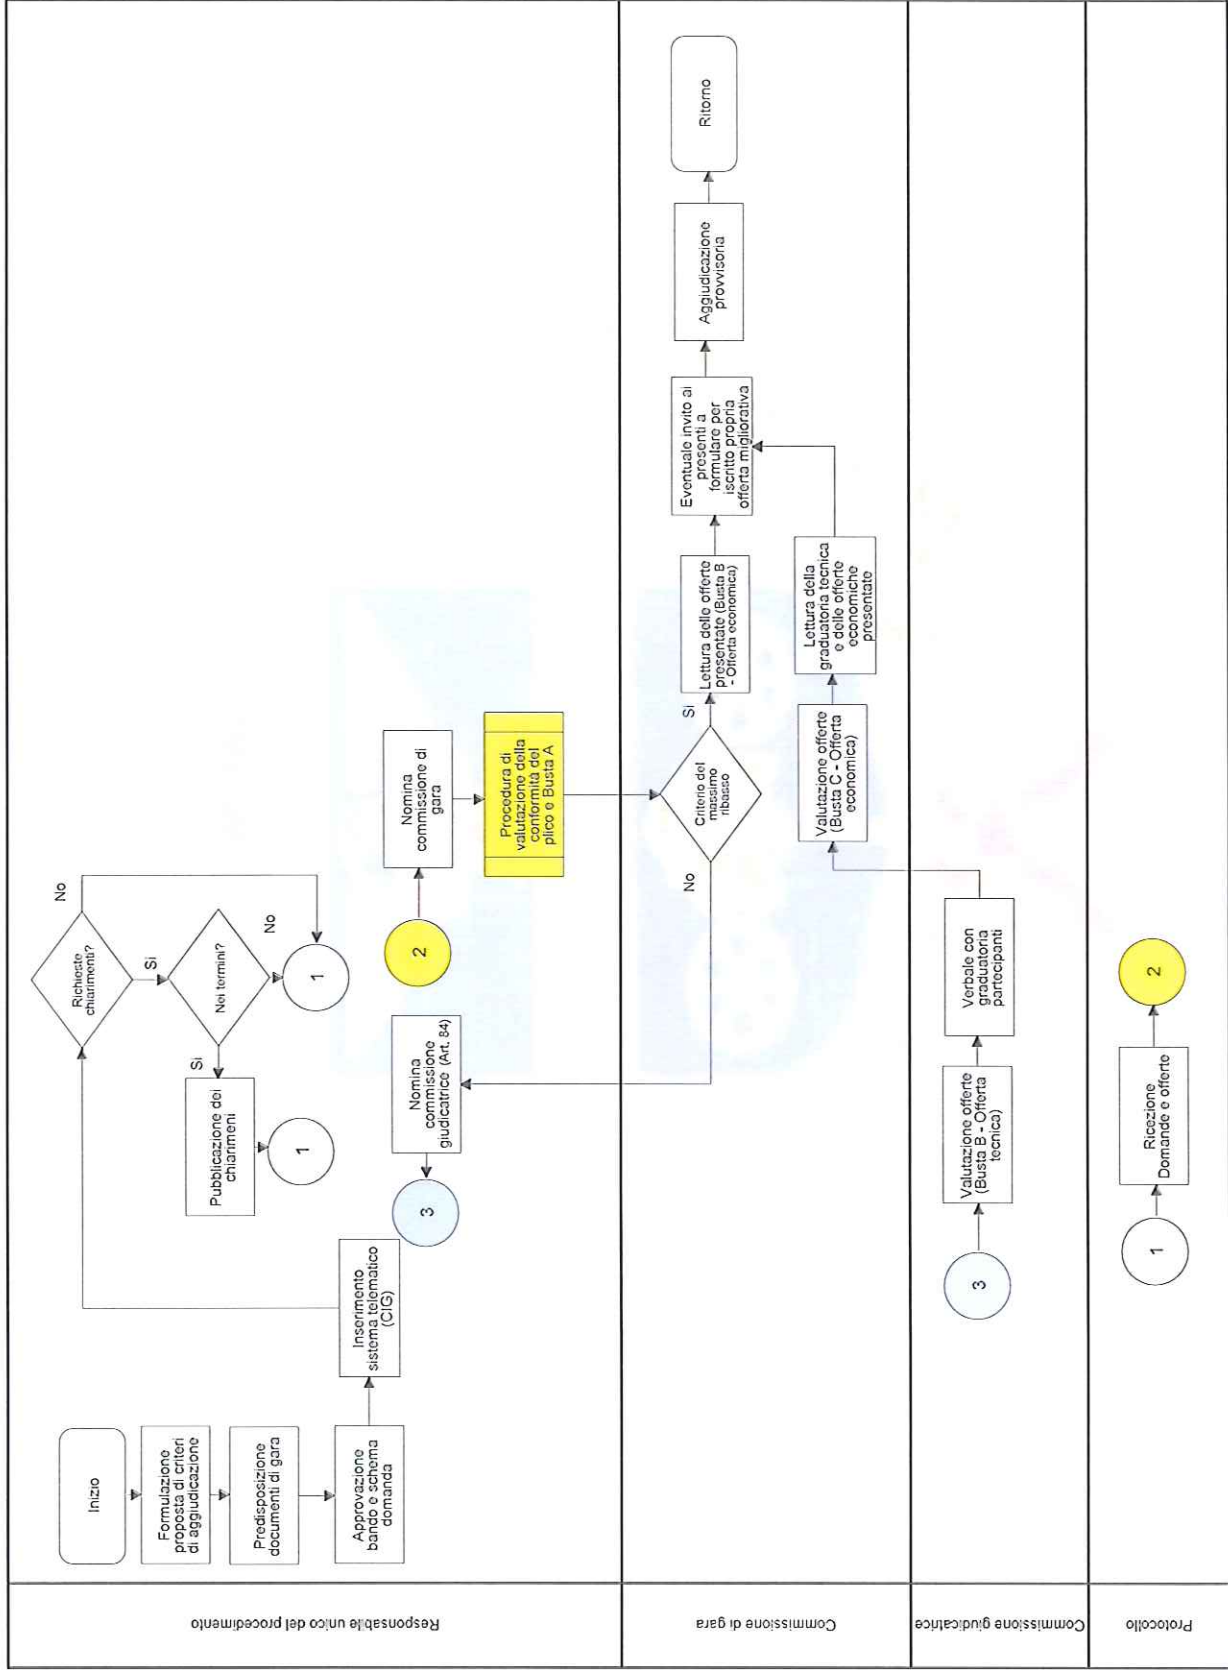 Responsabile unico del procedimento
Inizio
Formulazione
proposta di criteri
di aggiudicazione
Predisposizione
documenti di gara
Approvazione
bando e schema
domanda
Inserimento
sistema telematico
(CIG)
Richieste
chiarimenti?
No
Si
Nei termini?
No
Si
1
Pubblicazione dei
chiarimeni
1
2
Nomina
commissione di
gara
Procedura di
valutazione della
conformità del
plico e Busta A
Nomina
commissione
giudicatrice (Art. 84)
3
Commissione di gara
Criterio del
massimo
ribasso
No
Si
Lettura delle offerte
presentate (Busta B
- Offerta economica)
Eventuale invito ai
presenti a
formulare per
iscritto propria
offerta migliorativa
Aggiudicazione
provvisoria
Ritorno
Valutazione offerte
(Busta C - Offerta
economica)
Lettura della
graduatoria tecnica
e delle offerte
economiche
presentate
Commissione giudicatrice
3
Valutazione offerte
(Busta B - Offerta
tecnica)
Verbale con
graduatoria
partecipanti
Protocollo
1
Ricezione
Domande e offerte
2